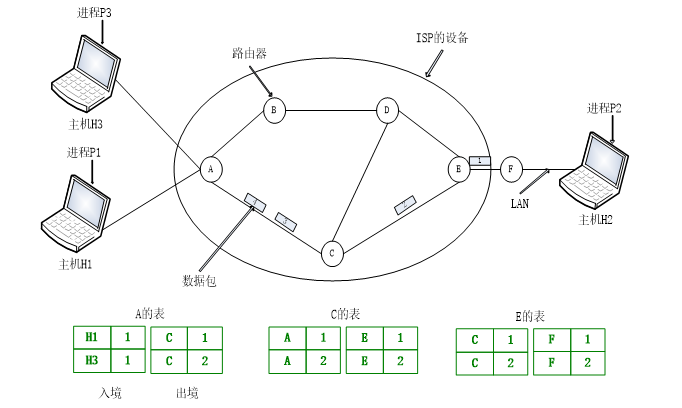 进程P3
ISP的设备
路由器
主机H3
B
D
进程P2
进程P1
A
E
1
F
LAN
主机H2
4
3
2
C
主机H1
数据包
A的表
C的表
E的表
H1 1 C 1
H3 1 C 2
A 1 E 1
A 2 E 2
C 1 F 1
C 2 F 2
入境
出境